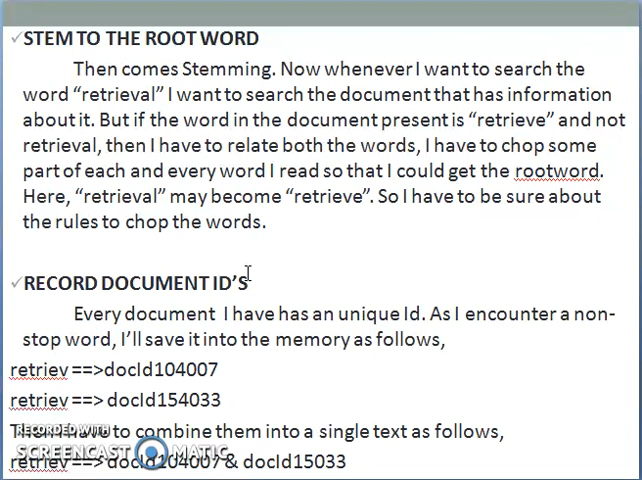 ✓STEM TO THE ROOT WORD
Then comes Stemming. Now whenever I want to search the
word “retrieval” I want to search the document that has information
about it. But if the word in the document present is “retrieve” and not
retrieval, then I have to relate both the words, I have to chop some
part of each and every word I read so that I could get the rootword.
Here, “retrieval” may become “retrieve”. So I have to be sure about
the rules to chop the words.
✓RECORD DOCUMENT ID’S
Every document I have has an unique Id. As I encounter a non-
stop word, I’ll save it into the memory as follows,
retriev ==>docId104007
retriev ==> docId154033
Then I have to combine them into a single text as follows,
RECORDED WITH
SCREENCAST MATIC
retriev ==> docId104007 & docId15033